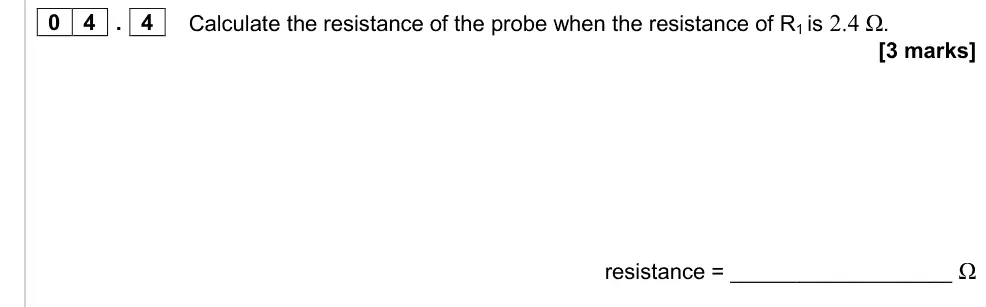 0 4 . 4 Calculate the resistance of the probe when the resistance of R₁ is 2.4 Ω.
[3 marks]
resistance = ____________________ Ω